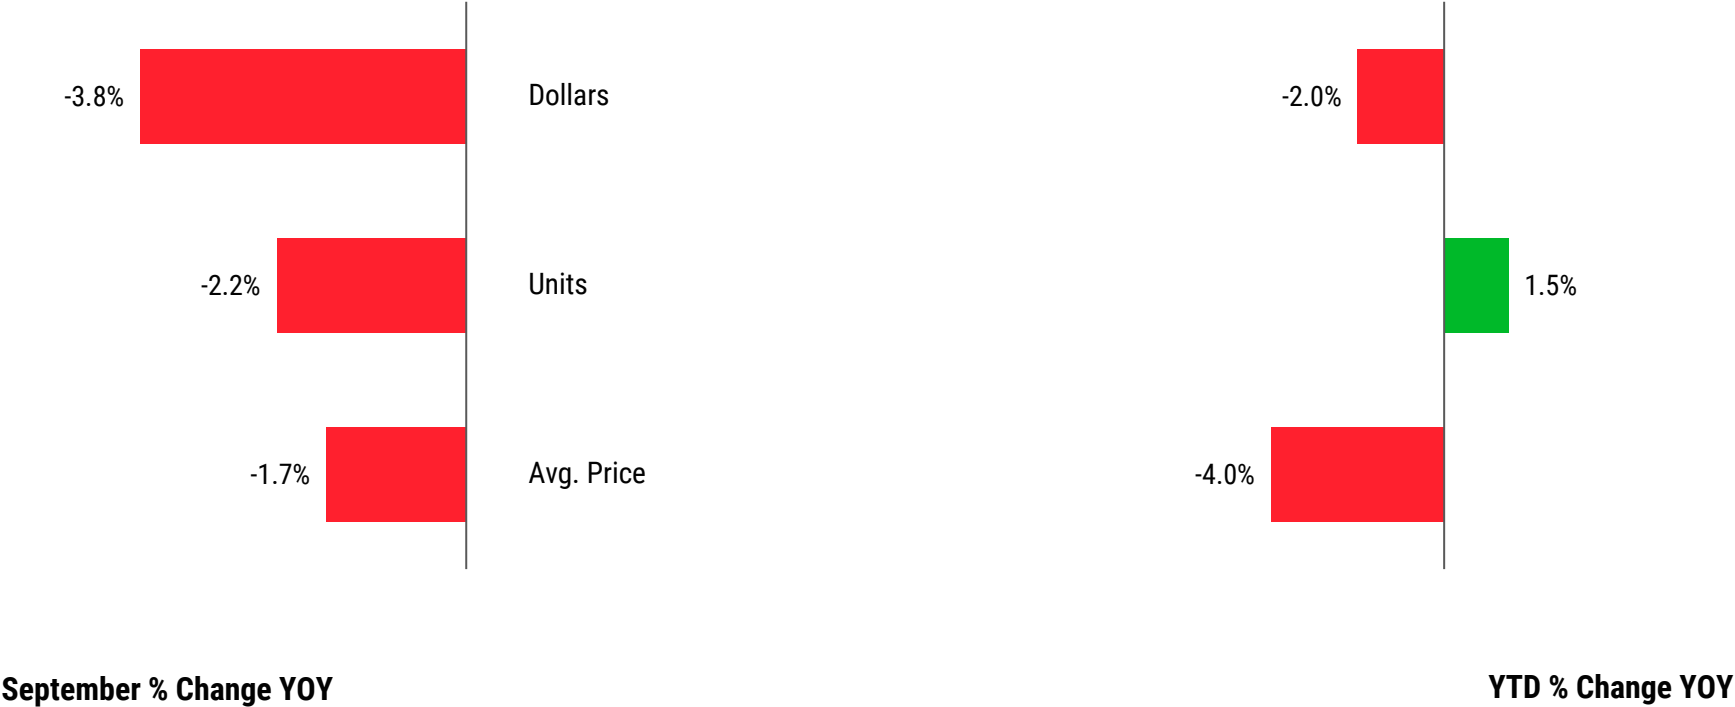 -3.8%
Dollars
-2.0%
-2.2%
Units
1.5%
-1.7%
Avg. Price
-4.0%
September % Change YOY
YTD % Change YOY